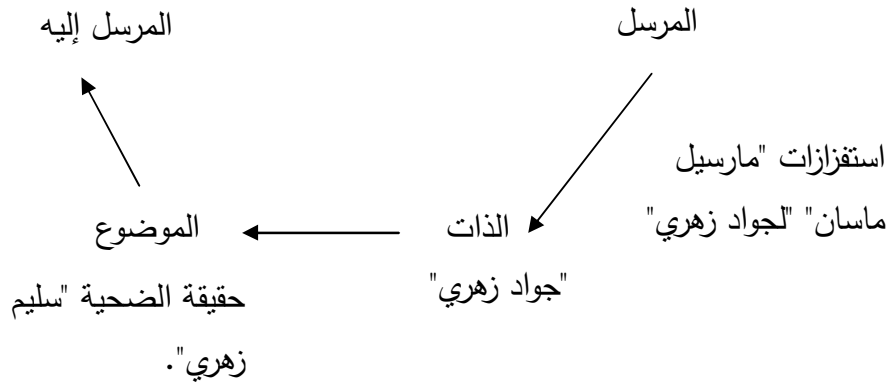 المرسل
المرسل إليه
استفزازات "مارسيل
ماسان" "لجواد زهري"
الذات
"جواد زهري"
الموضوع
حقيقة الضحية "سليم
زهري".